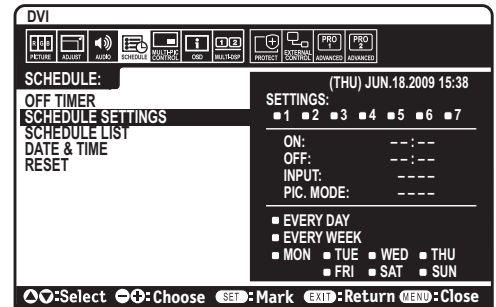 DVI
RGB
PICTURE ADJUST AUDIO SCHEDULE MULTI-PIC CONTROL OSD MULTI-DSP PROTECT EXTERNAL CONTROL PRO 1 ADVANCED PRO 2 ADVANCED
SCHEDULE:
OFF TIMER
SCHEDULE SETTINGS
SCHEDULE LIST
DATE & TIME
RESET
(THU) JUN.18.2009 15:38
SETTINGS:
1 2 3 4 5 6 7
ON: --:--
OFF: --:--
INPUT: ----
PIC. MODE: ----
EVERY DAY
EVERY WEEK
MON TUE WED THU
FRI SAT SUN
Select Choose SET:Mark EXIT:Return MENU:Close